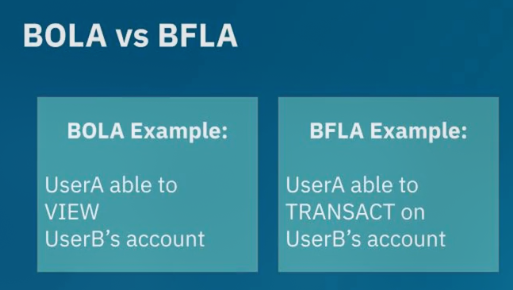 BOLA vs BFLA
BOLA Example:
UserA able to
VIEW
UserB's account
BFLA Example:
UserA able to
TRANSACT on
UserB's account